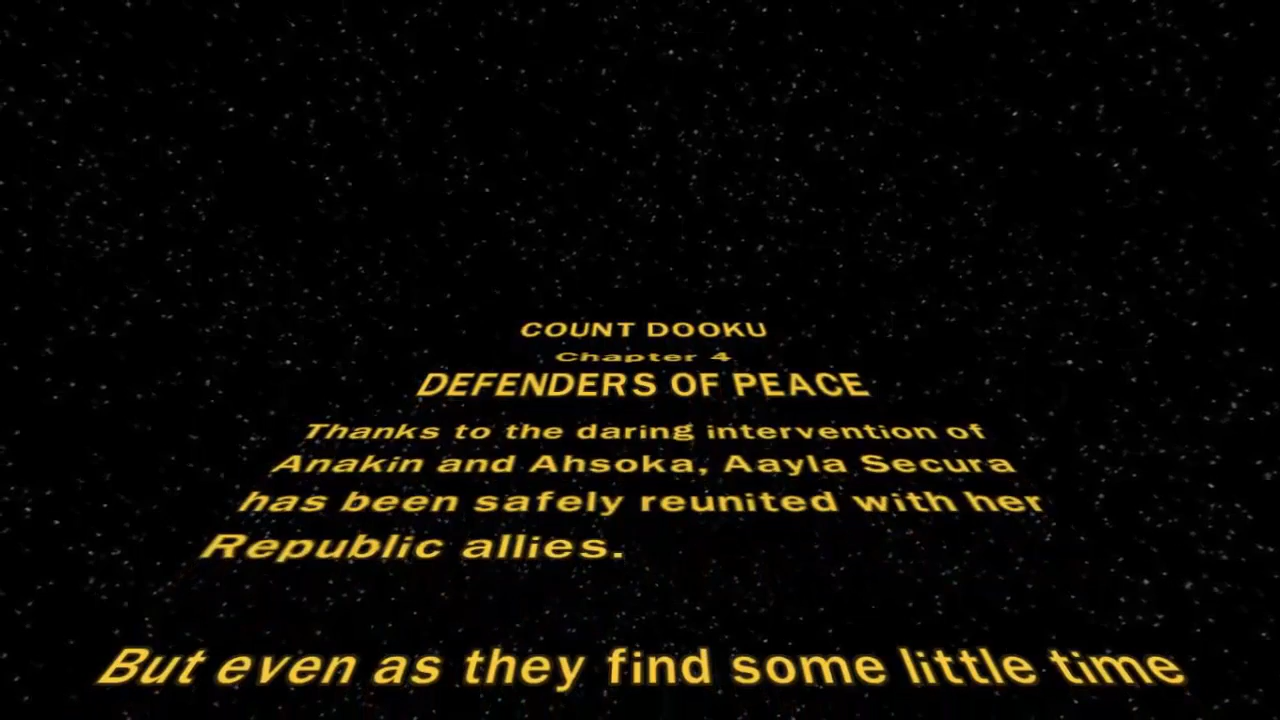 COUNT DOOKU
Chapter 4
DEFENDERS OF PEACE
Thanks to the daring intervention of
Anakin and Ahsoka, Aayla Secura
has been safely reunited with her
Republic allies.
But even as they find some little time